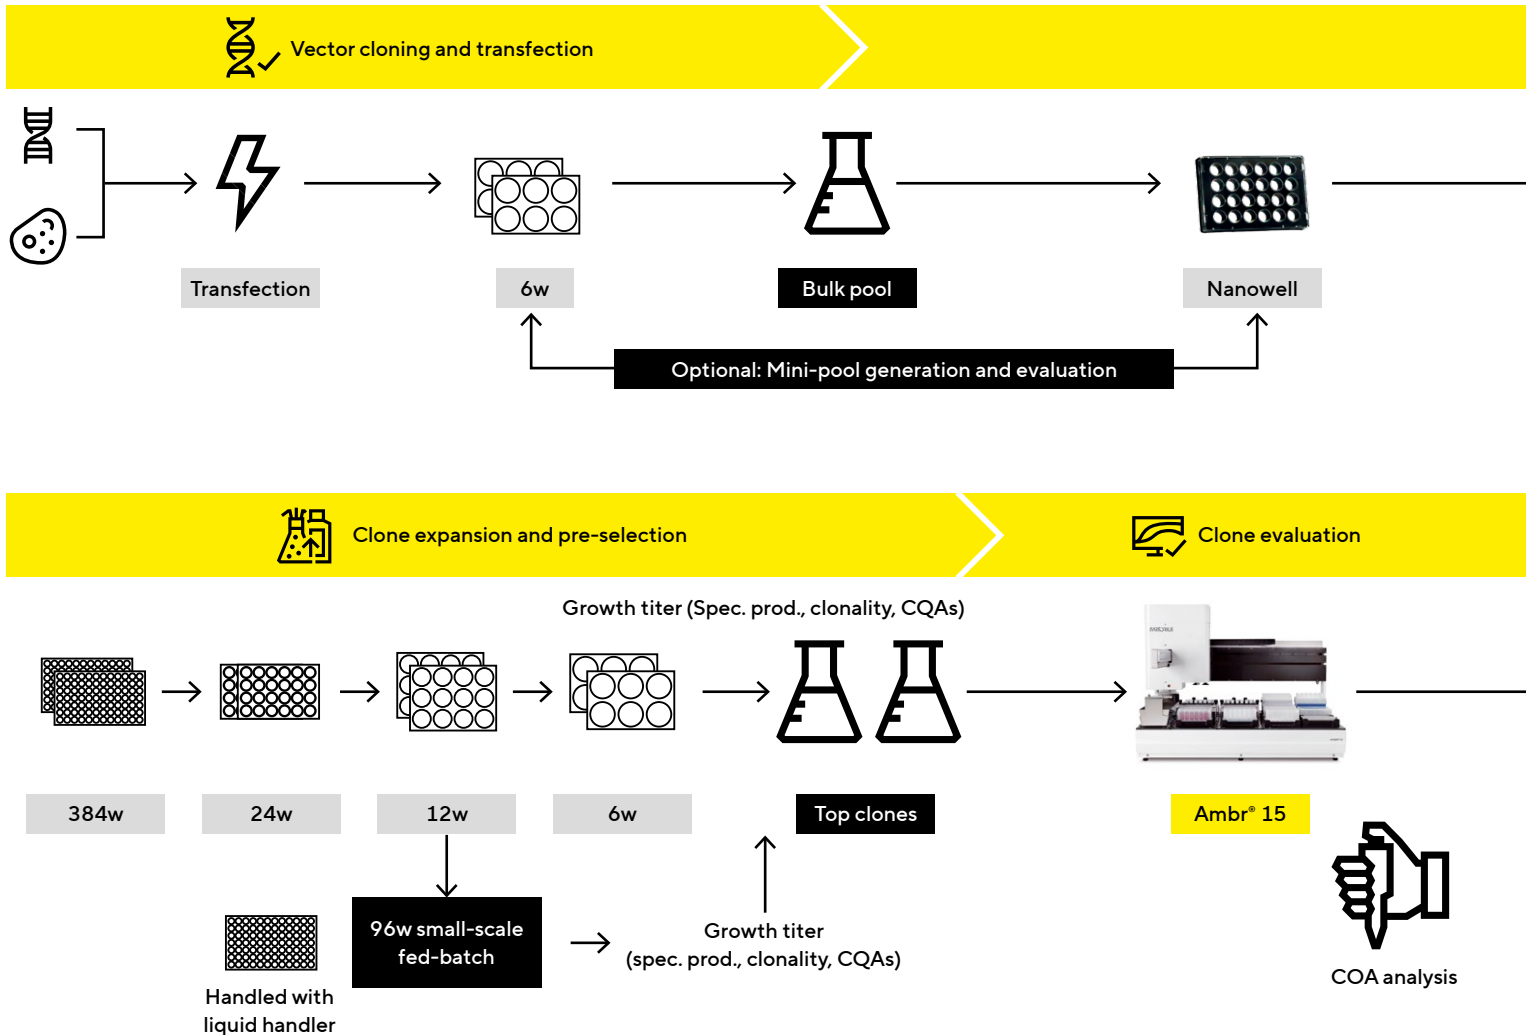 Vector cloning and transfection
Transfection
6w
Bulk pool
Nanowell
Optional: Mini-pool generation and evaluation
Clone expansion and pre-selection
Clone evaluation
Growth titer (Spec. prod., clonality, CQAs)
384w
24w
12w
6w
Top clones
Ambr® 15
96w small-scale
fed-batch
Growth titer
(spec. prod., clonality, CQAs)
Handled with
liquid handler
COA analysis